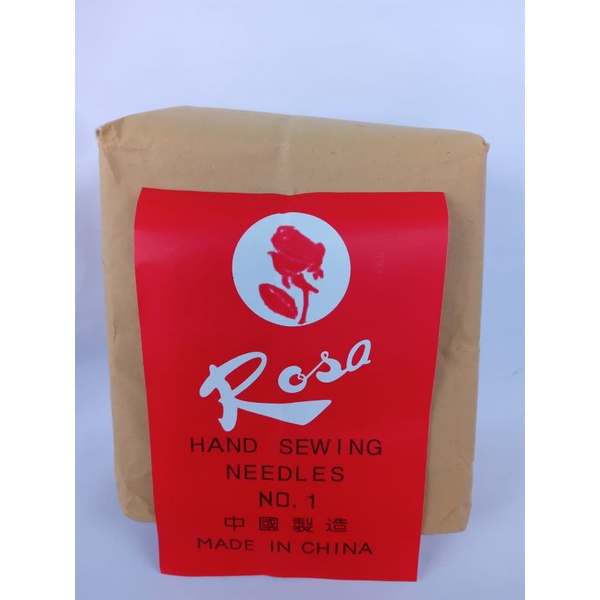 Rosa
HAND SEWING
NEEDLES
NO. 1
中國製造
MADE IN CHINA